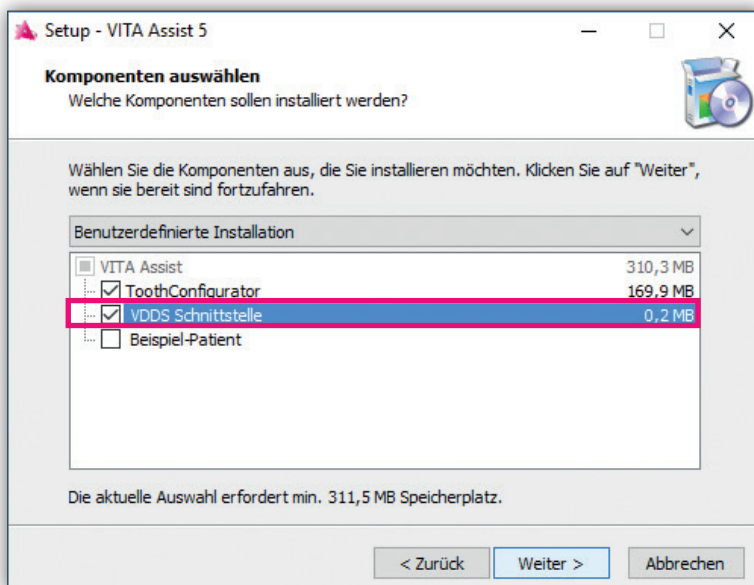 Setup - VITA Assist 5
Komponenten auswählen
Welche Komponenten sollen installiert werden?
Wählen Sie die Komponenten aus, die Sie installieren möchten. Klicken Sie auf "Weiter",
wenn sie bereit sind fortzufahren.
Benutzerdefinierte Installation
VITA Assist 310,3 MB
ToothConfigurator 169,9 MB
VDDS Schnittstelle 0,2 MB
Beispiel-Patient
Die aktuelle Auswahl erfordert min. 311,5 MB Speicherplatz.
< Zurück Weiter > Abbrechen